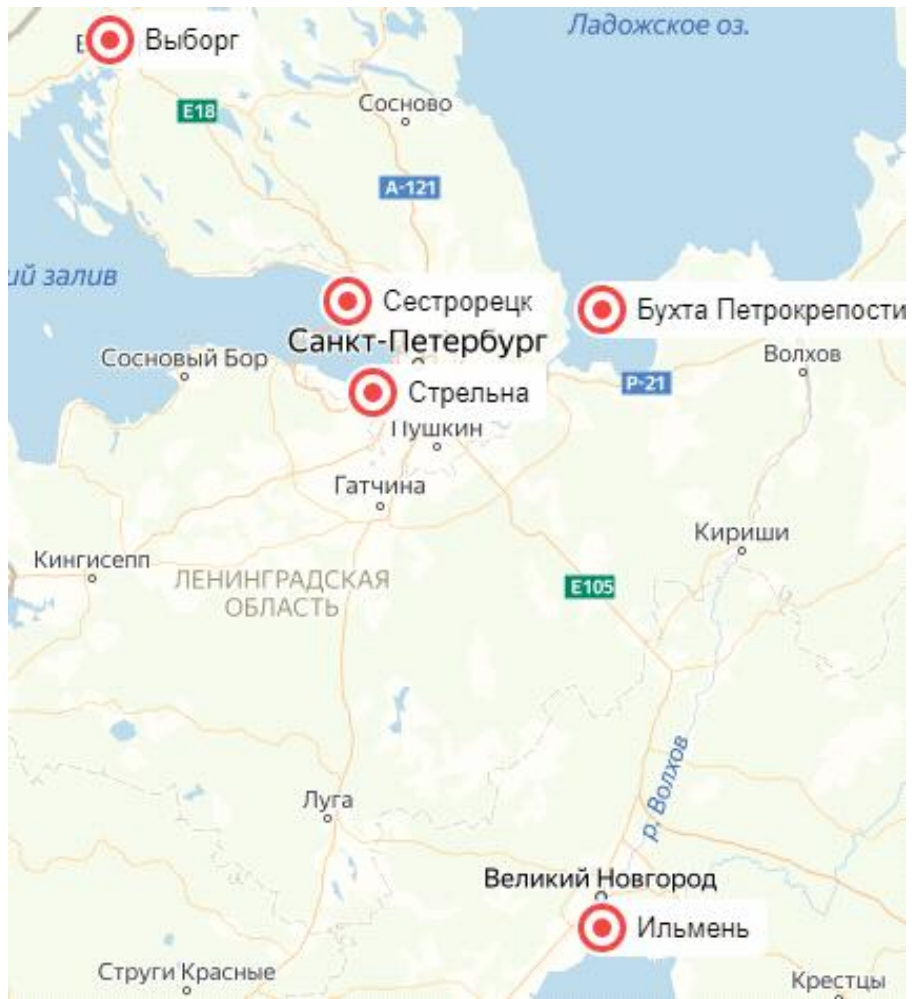 Ладожское оз.
Выборг
Сосново
E18
А-121
ий залив
Сестрорецк
Бухта Петрокрепости
Санкт-Петербург
Сосновый Бор
Волхов
Р-21
Стрельна
Пушкин
Гатчина
Кириши
Кингисепп
ЛЕНИНГРАДСКАЯ
ОБЛАСТЬ
E105
р. Волхов
Луга
Великий Новгород
Ильмень
Струги Красные
Крестцы